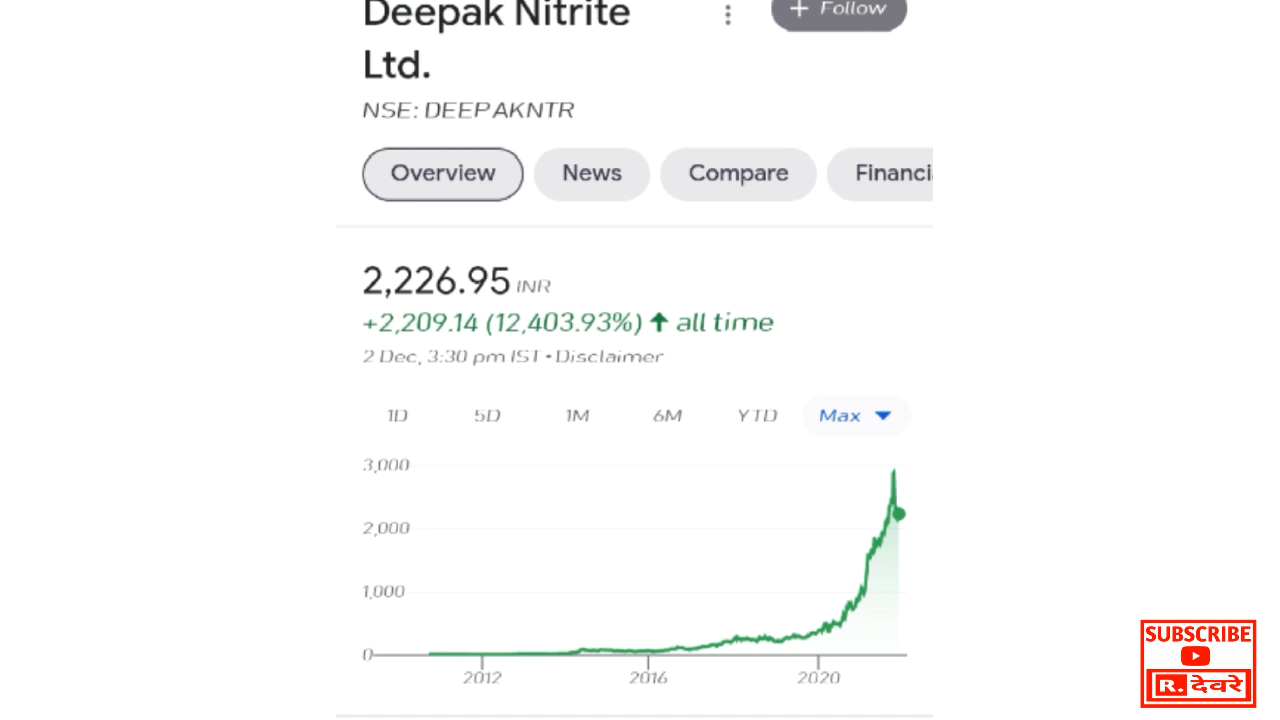 Deepak Nitrite
Ltd.
+ Follow
NSE: DEEPAKNTR
Overview
News
Compare
Financi
2,226.95 INR
+2,209.14 (12,403.93%) ↑ all time
2 Dec, 3:30 pm IST • Disclaimer
1D 5D 1M 6M YTD Max
3,000
2,000
1,000
0
2012 2016 2020
SUBSCRIBE
R. देवरे